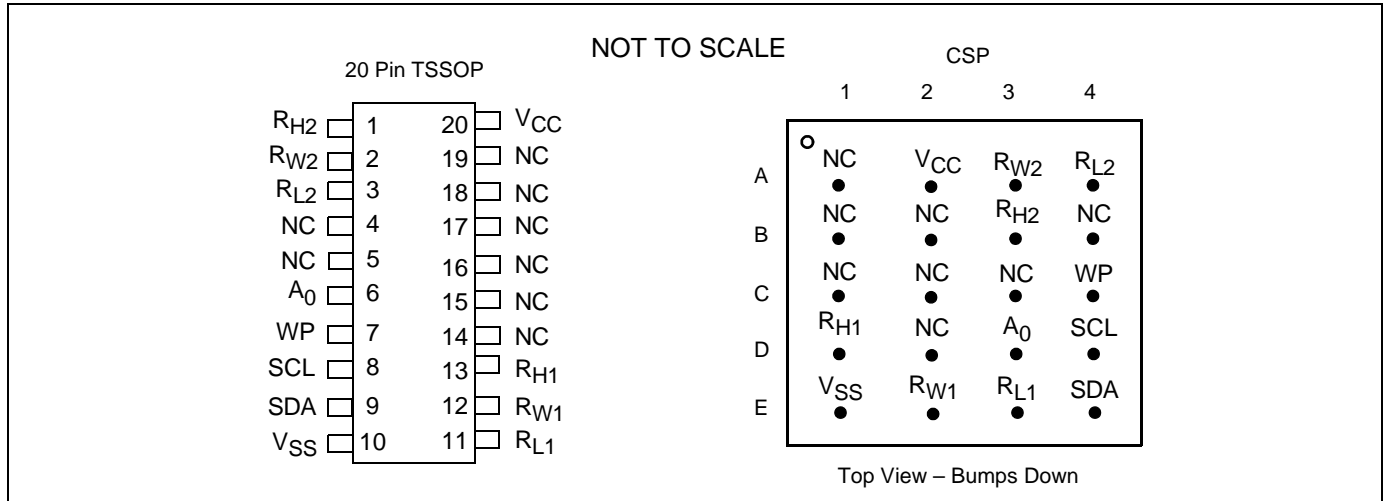 NOT TO SCALE
20 Pin TSSOP
RH2 1 20 VCC
RW2 2 19 NC
RL2 3 18 NC
NC 4 17 NC
NC 5 16 NC
A0 6 15 NC
WP 7 14 NC
SCL 8 13 RH1
SDA 9 12 RW1
VSS 10 11 RL1
CSP
1 2 3 4
A NC VCC RW2 RL2
B NC NC RH2 NC
C NC NC NC WP
D RH1 NC A0 SCL
E VSS RW1 RL1 SDA
Top View – Bumps Down